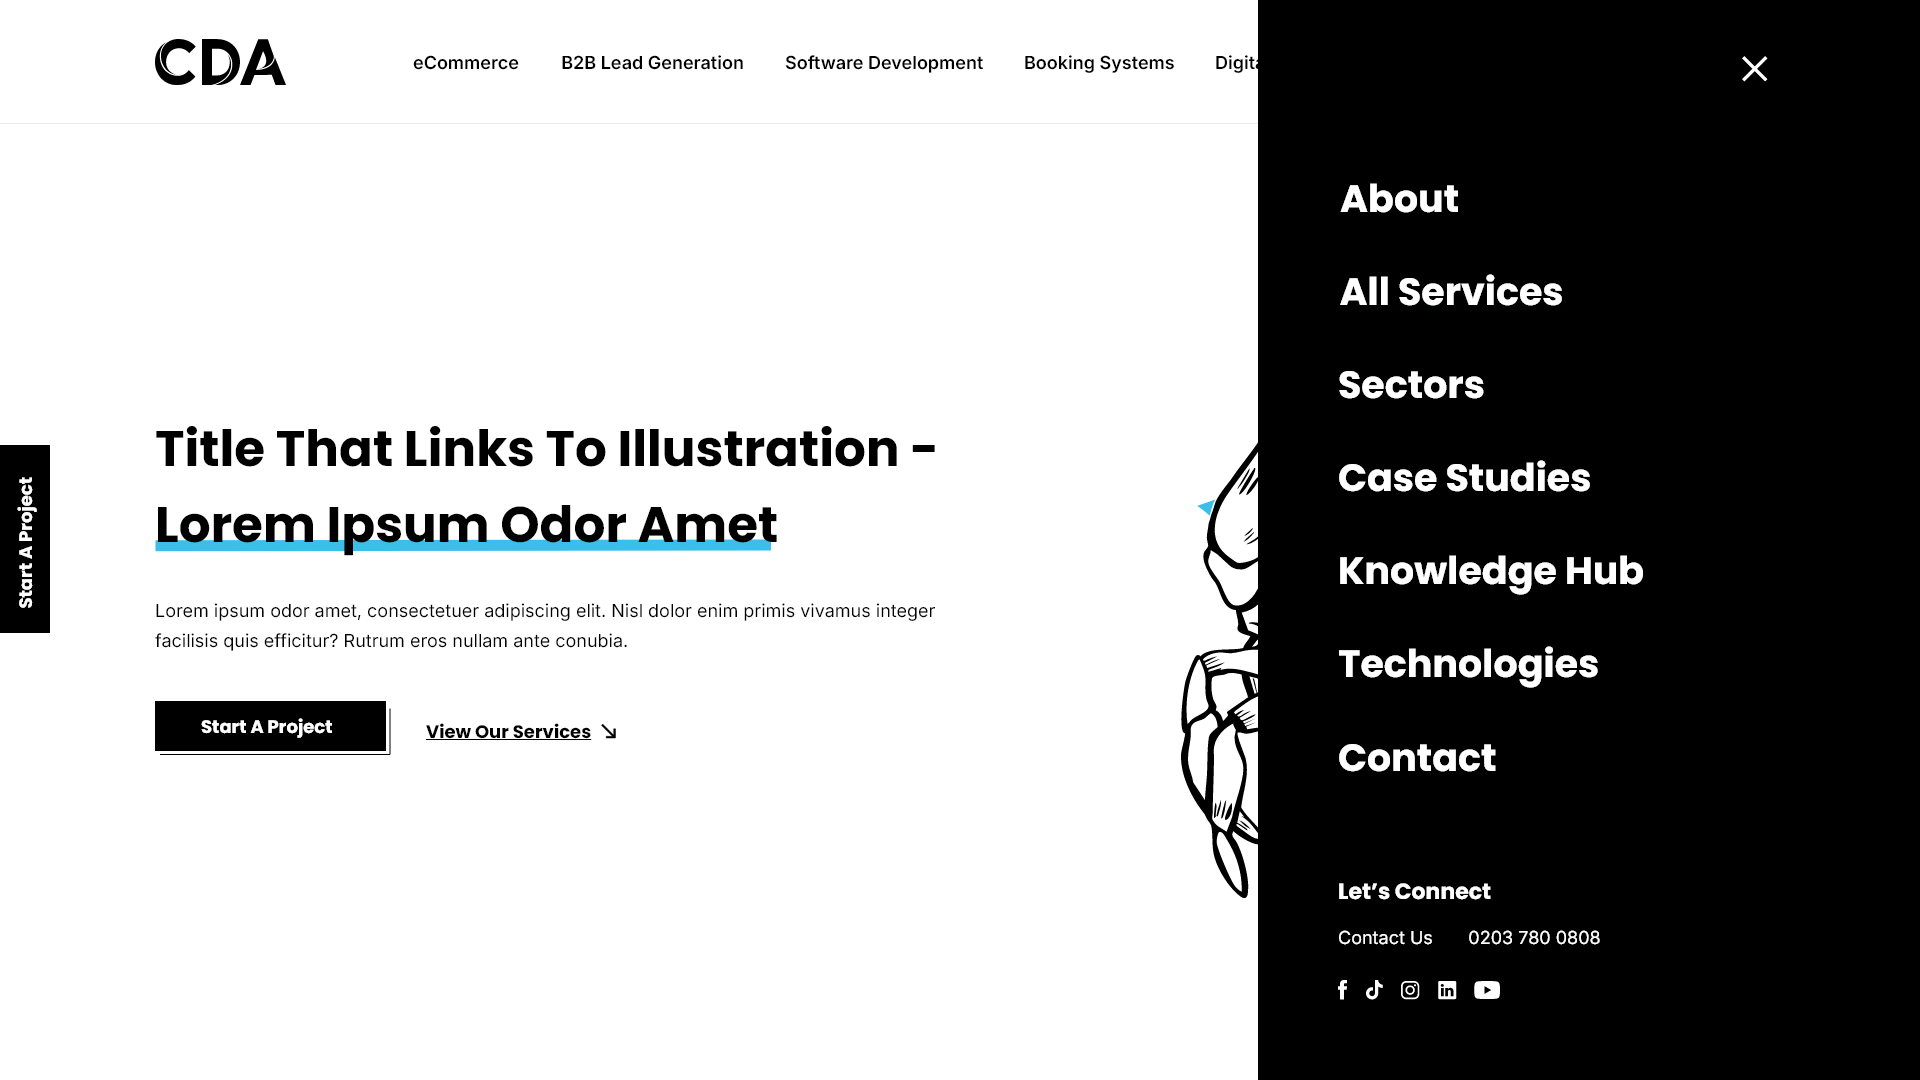 CDA
eCommerce
B2B Lead Generation
Software Development
Booking Systems
Digita
About
All Services
Sectors
Case Studies
Knowledge Hub
Technologies
Contact
Title That Links To Illustration -
Lorem Ipsum Odor Amet
Lorem ipsum odor amet, consectetuer adipiscing elit. Nisl dolor enim primis vivamus integer
facilisis quis efficitur? Rutrum eros nullam ante conubia.
Start A Project
View Our Services
Start A Project
Let's Connect
Contact Us
0203 780 0808